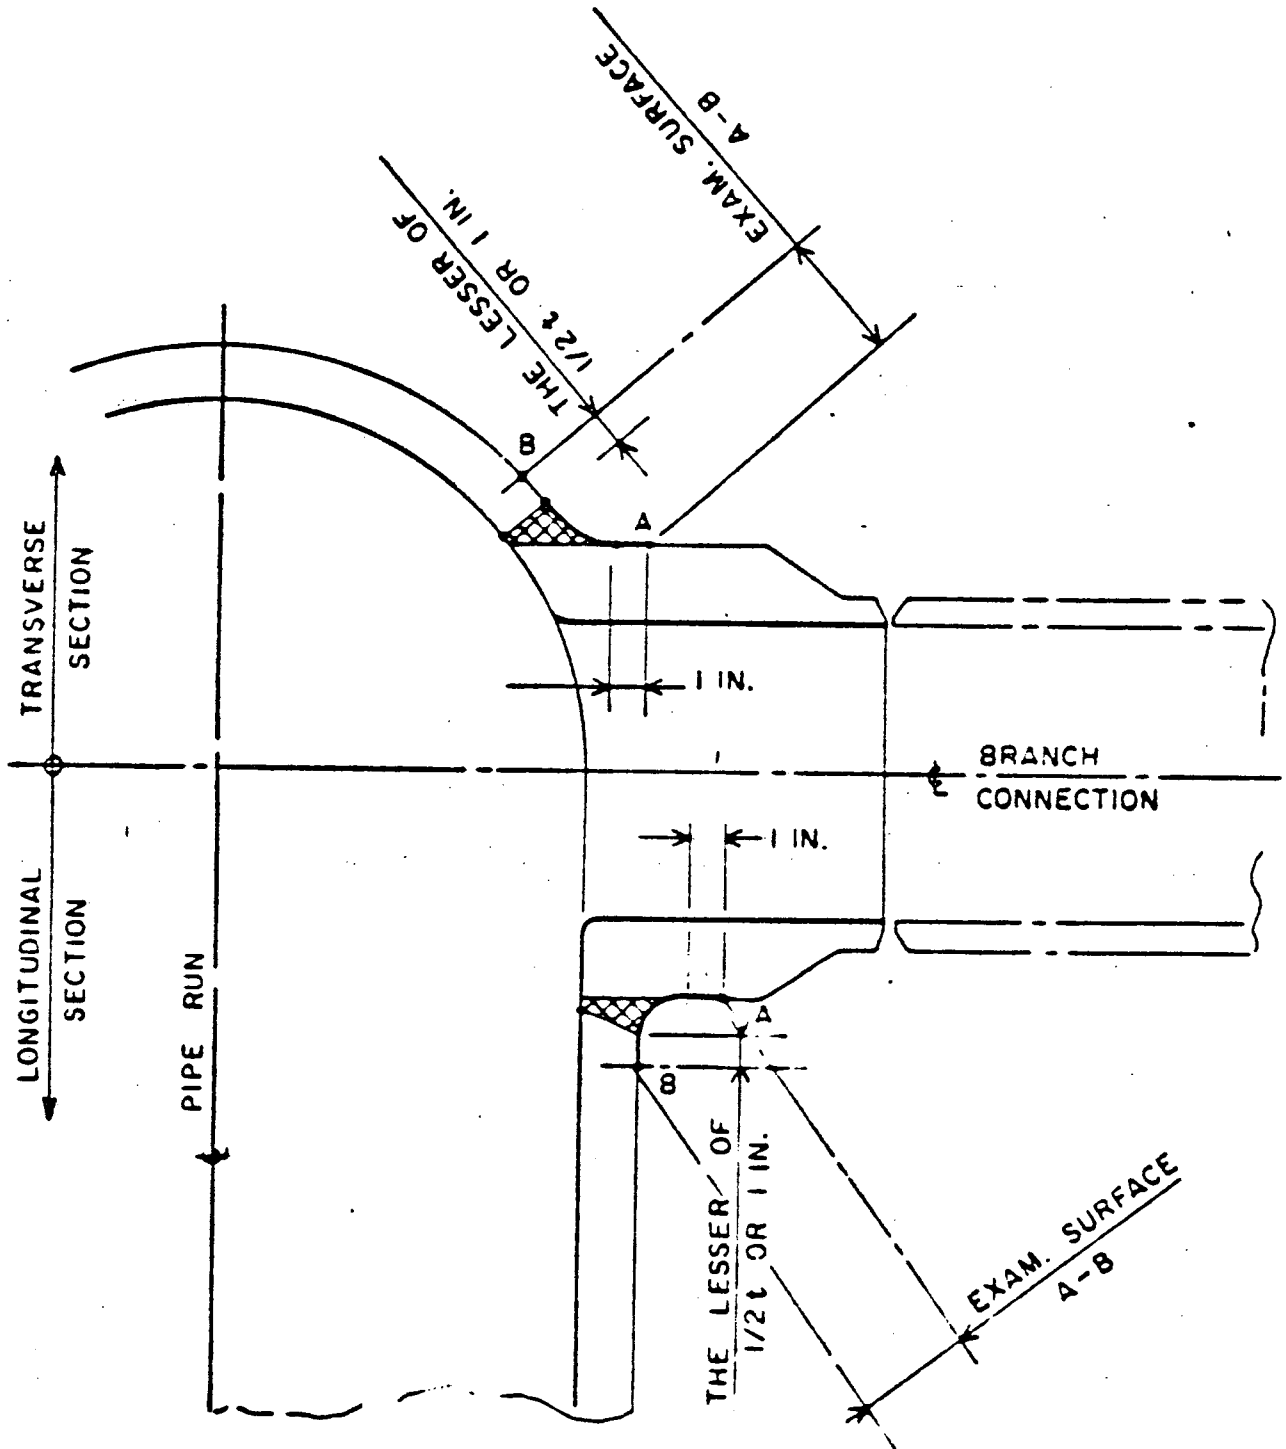 EXAM. SURFACE
A-B
THE LESSER OF
1/2 t OR 1 IN.
B
A
TRANSVERSE
SECTION
1 IN.
BRANCH
CONNECTION
1 IN.
LONGITUDINAL
SECTION
PIPE RUN
A
B
THE LESSER OF
1/2 t OR 1 IN.
EXAM. SURFACE
A-B